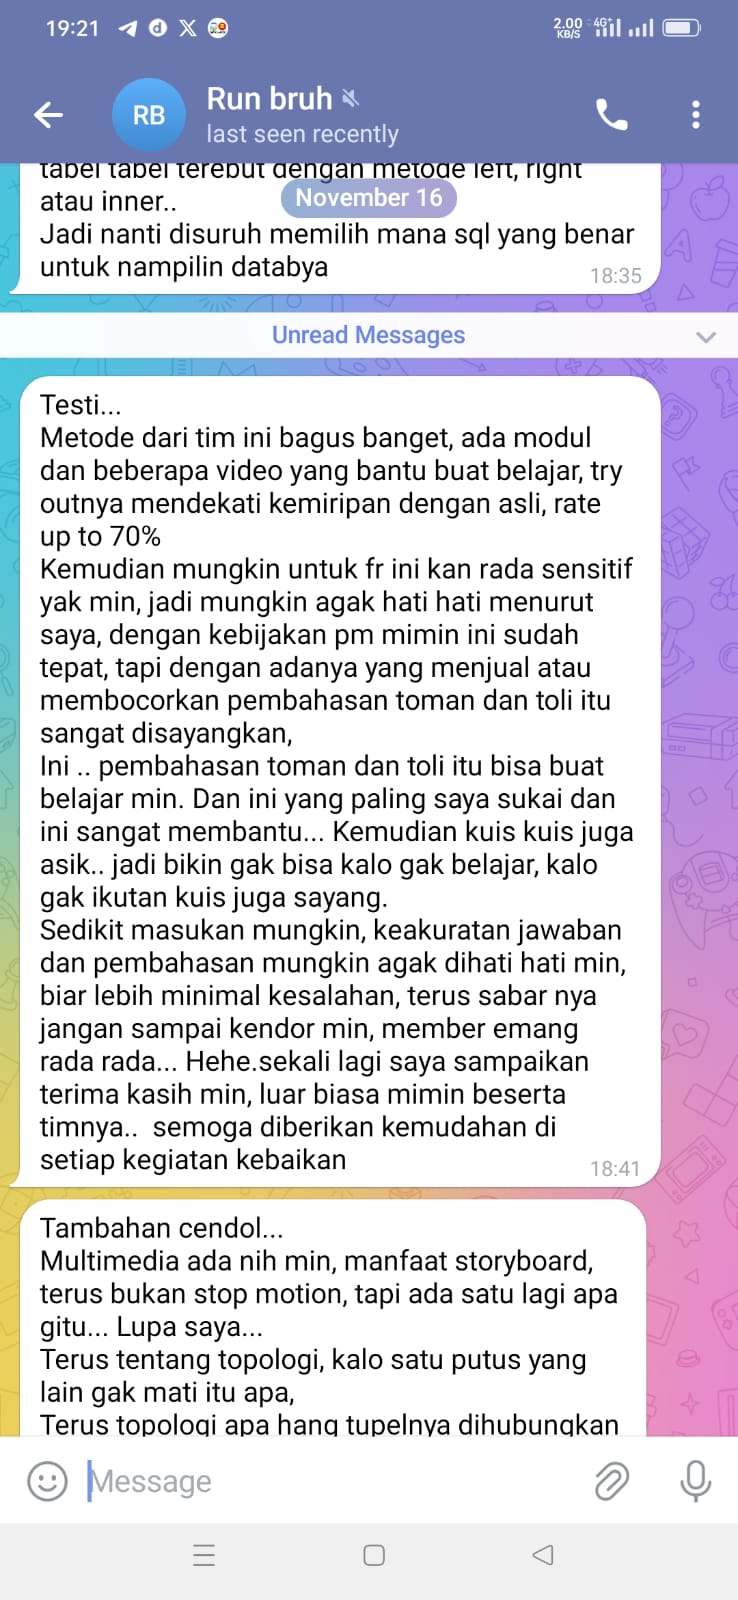 19:21
2.00 KB/S 4G+
RB
Run bruh
last seen recently
tabel tabel terebut dengan metode left, right
atau inner..
November 16
Jadi nanti disuruh memilih mana sql yang benar
untuk nampilin databya
18:35
Unread Messages
Testi...
Metode dari tim ini bagus banget, ada modul
dan beberapa video yang bantu buat belajar, try
outnya mendekati kemiripan dengan asli, rate
up to 70%
Kemudian mungkin untuk fr ini kan rada sensitif
yak min, jadi mungkin agak hati hati menurut
saya, dengan kebijakan pm mimin ini sudah
tepat, tapi dengan adanya yang menjual atau
membocorkan pembahasan toman dan toli itu
sangat disayangkan,
Ini .. pembahasan toman dan toli itu bisa buat
belajar min. Dan ini yang paling saya sukai dan
ini sangat membantu... Kemudian kuis kuis juga
asik.. jadi bikin gak bisa kalo gak belajar, kalo
gak ikutan kuis juga sayang.
Sedikit masukan mungkin, keakuratan jawaban
dan pembahasan mungkin agak dihati hati min,
biar lebih minimal kesalahan, terus sabar nya
jangan sampai kendor min, member emang
rada rada... Hehe.sekali lagi saya sampaikan
terima kasih min, luar biasa mimin beserta
timnya.. semoga diberikan kemudahan di
setiap kegiatan kebaikan
18:41
Tambahan cendol...
Multimedia ada nih min, manfaat storyboard,
terus bukan stop motion, tapi ada satu lagi apa
gitu... Lupa saya...
Terus tentang topologi, kalo satu putus yang
lain gak mati itu apa,
Terus topologi apa hang tupelnya dihubungkan
Message